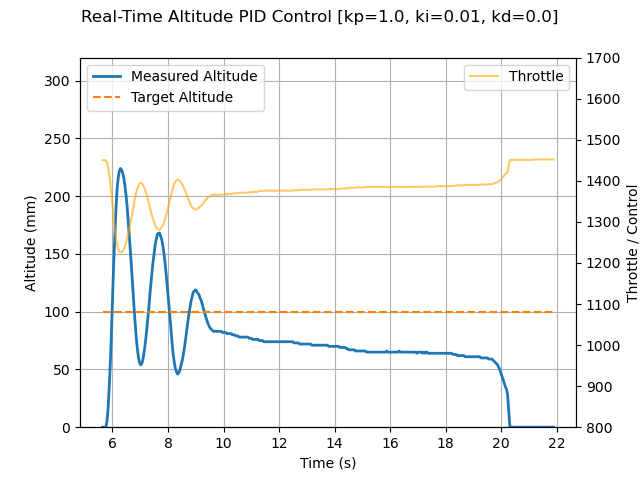 Real-Time Altitude PID Control [kp=1.0, ki=0.01, kd=0.0]
Measured Altitude
Target Altitude
Throttle
Altitude (mm)
300
250
200
150
100
50
0
1700
1600
1500
1400
1300
1200
1100
1000
900
800
Throttle / Control
6 8 10 12 14 16 18 20 22
Time (s)